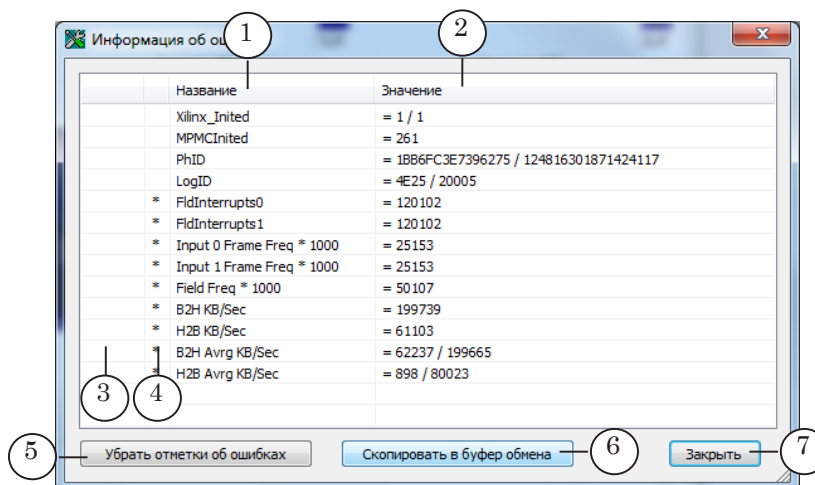 Информация об
1
2
Название Значение
Xilinx_Inited = 1 / 1
MPMCInited = 261
PhID = 1BB6FC3E7396275 / 124816301871424117
LogID = 4E25 / 20005
* FldInterrupts0 = 120102
* FldInterrupts1 = 120102
* Input 0 Frame Freq * 1000 = 25153
* Input 1 Frame Freq * 1000 = 25153
* Field Freq * 1000 = 50107
* B2H KB/Sec = 199739
* H2B KB/Sec = 61103
* B2H Avrg KB/Sec = 62237 / 199665
* H2B Avrg KB/Sec = 898 / 80023
3 4
5 Убрать отметки об ошибках Скопировать в буфер обмена 6 Закрыть 7